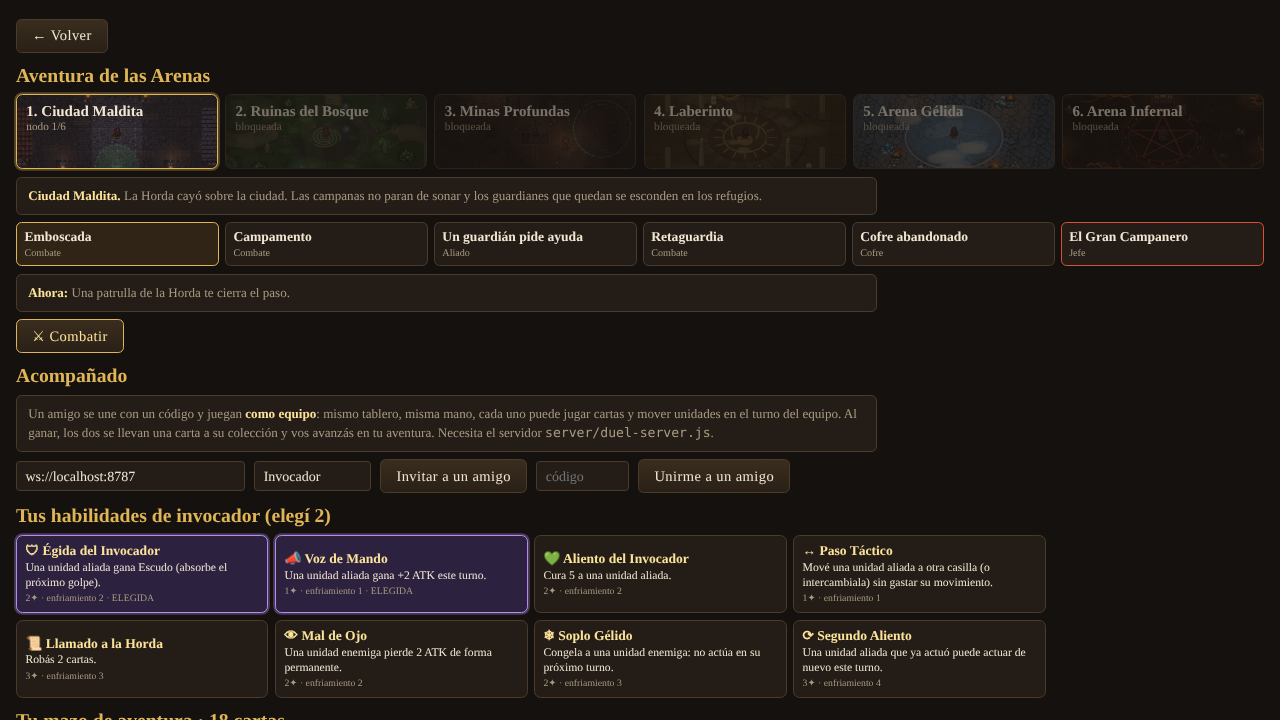 ← Volver
Aventura de las Arenas
1. Ciudad Maldita
nodo 1/6
2. Ruinas del Bosque
bloqueada
3. Minas Profundas
bloqueada
4. Laberinto
bloqueada
5. Arena Gélida
bloqueada
6. Arena Infernal
bloqueada
Ciudad Maldita. La Horda cayó sobre la ciudad. Las campanas no paran de sonar y los guardianes que quedan se esconden en los refugios.
Emboscada
Combate
Campamento
Combate
Un guardián pide ayuda
Aliado
Retaguardia
Combate
Cofre abandonado
Cofre
El Gran Campanero
Jefe
Ahora: Una patrulla de la Horda te cierra el paso.
⚔ Combatir
Acompañado
Un amigo se une con un código y juegan como equipo: mismo tablero, misma mano, cada uno puede jugar cartas y mover unidades en el turno del equipo. Al
ganar, los dos se llevan una carta a su colección y vos avanzás en tu aventura. Necesita el servidor server/duel-server.js.
ws://localhost:8787
Invocador
Invitar a un amigo
código
Unirme a un amigo
Tus habilidades de invocador (elegí 2)
🛡 Égida del Invocador
Una unidad aliada gana Escudo (absorbe el
próximo golpe).
2✦ · enfriamiento 2 · ELEGIDA
📣 Voz de Mando
Una unidad aliada gana +2 ATK este turno.
1✦ · enfriamiento 1 · ELEGIDA
💚 Aliento del Invocador
Cura 5 a una unidad aliada.
2✦ · enfriamiento 2
↔ Paso Táctico
Mové una unidad aliada a otra casilla (o
intercambiala) sin gastar su movimiento.
1✦ · enfriamiento 1
📜 Llamado a la Horda
Robás 2 cartas.
3✦ · enfriamiento 3
👁 Mal de Ojo
Una unidad enemiga pierde 2 ATK de forma
permanente.
2✦ · enfriamiento 2
❄ Soplo Gélido
Congela a una unidad enemiga: no actúa en su
próximo turno.
2✦ · enfriamiento 3
⟳ Segundo Aliento
Una unidad aliada que ya actuó puede actuar de
nuevo este turno.
3✦ · enfriamiento 4
Tu mazo de aventura · 18 cartas